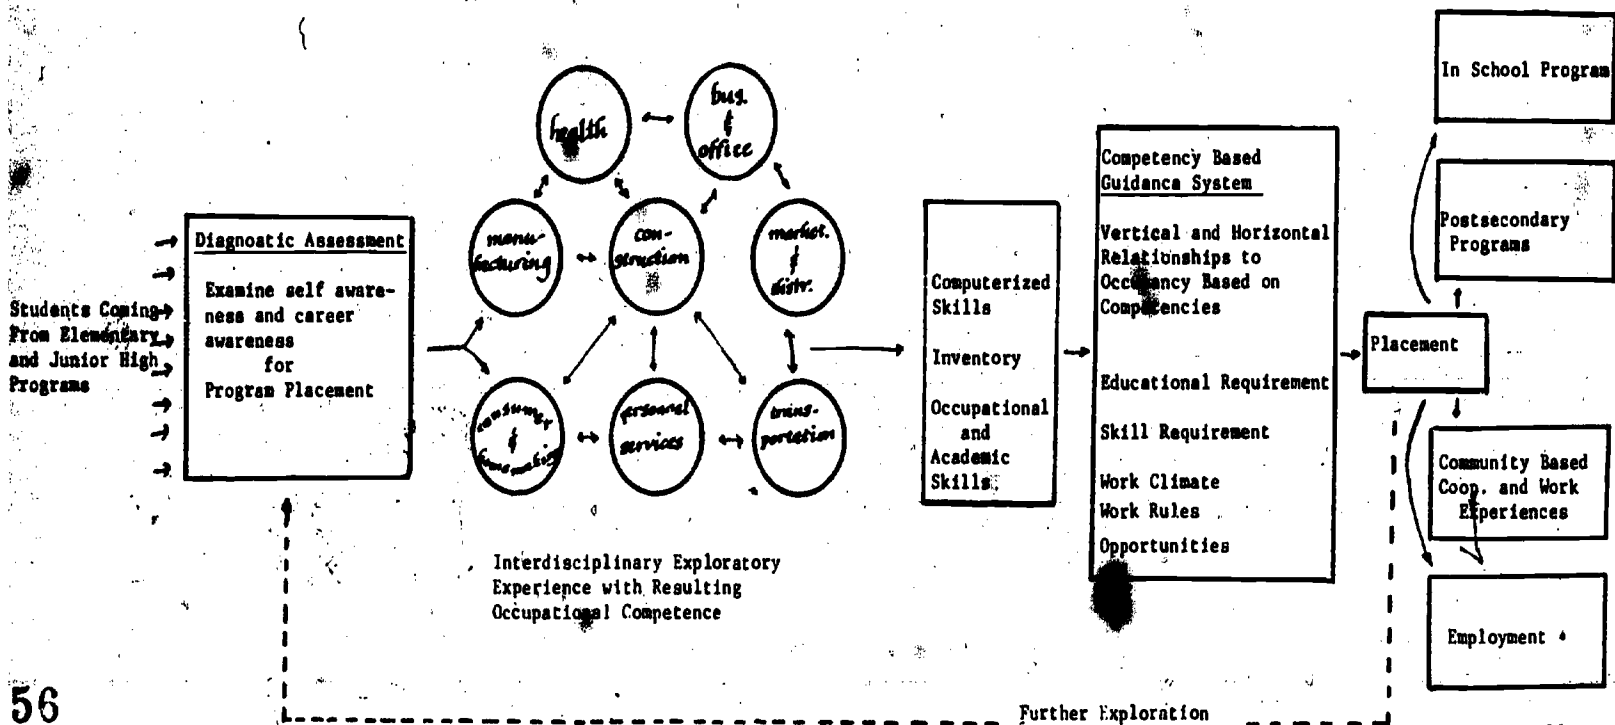 Students Coming
From Elementary
and Junior High
Programs
Diagnostic Assessment
Examine self aware-
ness and career
awareness
for
Program Placement
health
bus.
&
office
manu-
facturing
con-
struction
market.
&
distr.
consumer
&
homemaking
personal
services
trans-
portation
Interdisciplinary Exploratory
Experience with Resulting
Occupational Competence
Computerized
Skills
Inventory
Occupational
and
Academic
Skills.
Competency Based
Guidance System
Vertical and Horizontal
Relationships to
Occupancy Based on
Competencies
Educational Requirement
Skill Requirement
Work Climate
Work Rules
Opportunities
Placement
In School Program
Postsecondary
Programs
Community Based
Coop. and Work
Experiences
Employment
Further Exploration
56